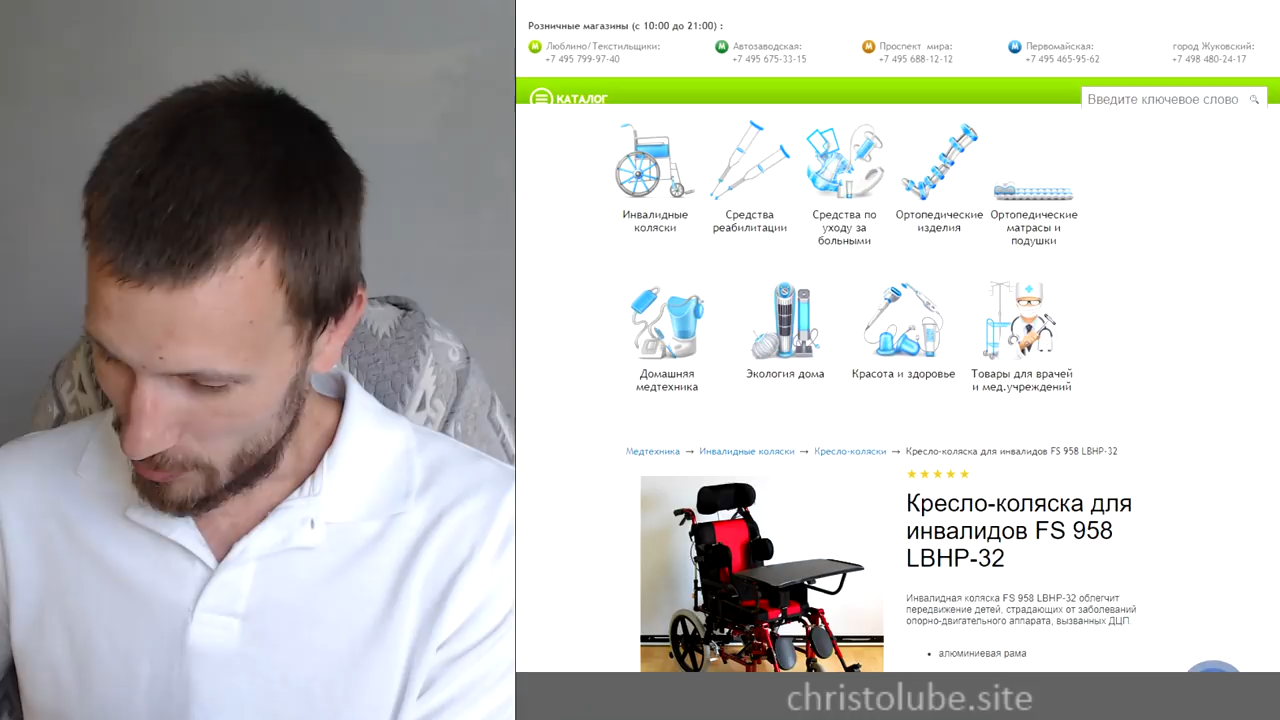 Розничные магазины (с 10:00 до 21:00) :
Люблино/Текстильщики:
+7 495 799-97-40
Автозаводская:
+7 495 675-33-15
Проспект мира:
+7 495 688-12-12
Первомайская:
+7 495 465-95-62
город Жуковский:
+7 498 480-24-17
КАТАЛОГ
Введите ключевое слово
Инвалидные
коляски
Средства
реабилитации
Средства по
уходу за
больными
Ортопедические
изделия
Ортопедические
матрасы и
подушки
Домашняя
медтехника
Экология дома
Красота и здоровье
Товары для врачей
и мед.учреждений
Медтехника → Инвалидные коляски → Кресло-коляски → Кресло-коляска для инвалидов FS 958 LBHP-32
Кресло-коляска для
инвалидов FS 958
LBHP-32
Инвалидная коляска FS 958 LBHP-32 облегчит
передвижение детей, страдающих от заболеваний
опорно-двигательного аппарата, вызванных ДЦП.
• алюминиевая рама
christolube.site